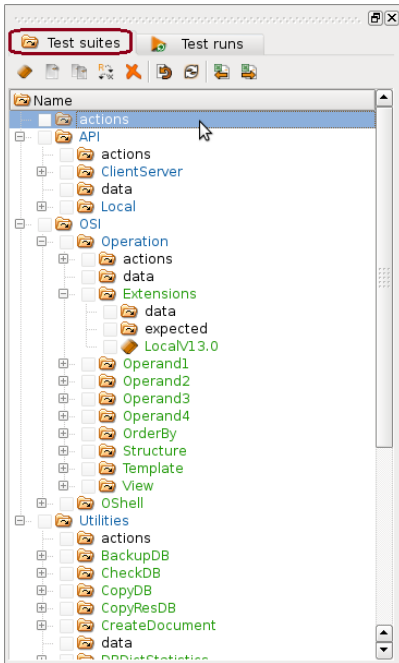 Test suites
Test runs
Name
actions
API
actions
ClientServer
data
Local
OSI
Operation
actions
data
Extensions
data
expected
LocalV13.0
Operand1
Operand2
Operand3
Operand4
OrderBy
Structure
Template
View
OShell
Utilities
actions
BackupDB
CheckDB
CopyDB
CopyResDB
CreateDocument
data
DBDictStatistics